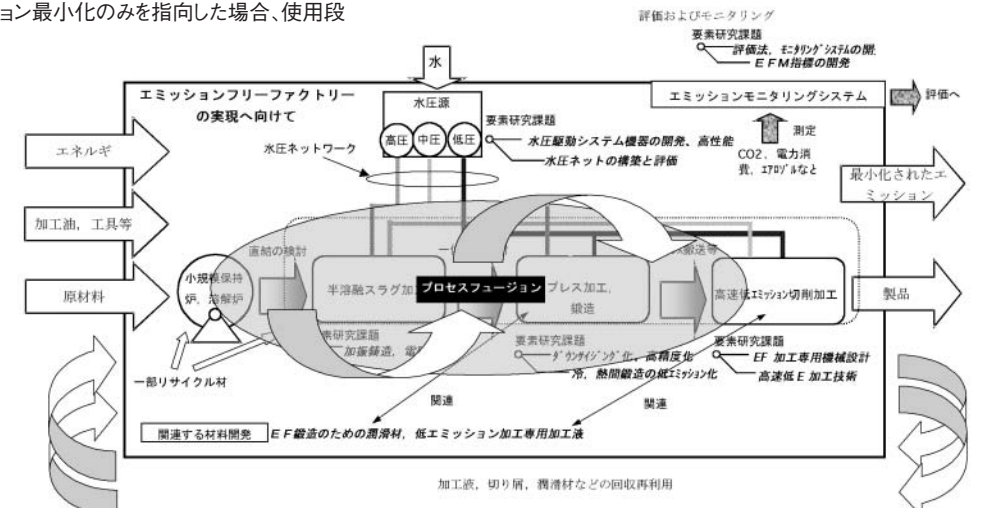 ョン最小化のみを指向した場合、使用段
評価およびモニタリング
要素研究課題
評価法，ﾓﾆﾀﾘﾝｸﾞｼｽﾃﾑの開
ＥＦＭ指標の開発
水
エミッションフリーファクトリー
の実現へ向けて
水圧源
高圧
中圧
低圧
水圧ネットワーク
要素研究課題
水圧駆動システム機器の開発、高性能
水圧ネットの構築と評価
エミッションモニタリングシステム
評価へ
測定
CO2，電力消
費，ｴｱﾛｿﾞﾙなど
エネルギ
加工油，工具等
原材料
最小化されたエ
ミッション
製品
直結の検討
搬送等
小規模保持
炉，溶解炉
半溶融スラグ加
プロセスフュージョン
プレス加工，
鍛造
高速低ｴﾐｯｼｮﾝ切削加工
素研究課題
加振鋳造，電
要素研究課題
ﾀﾞｳﾝｻｲｼﾞﾝｸﾞ化、高精度化
冷，熱間鍛造の低ｴﾐｯｼｮﾝ化
要素研究課題
EF 加工専用機械設計
高速低Ｅ加工技術
一部リサイクル材
関連
関連
関連する材料開発
ＥＦ鍛造のための潤滑材，低エミッション加工専用加工液
加工液，切り屑，潤滑材などの回収再利用